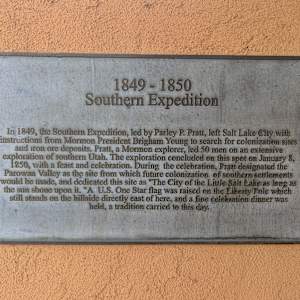 1849 - 1850
Southern Expedition
In 1849, the Southern Expedition, led by Parley P. Pratt, left Salt Lake City with
instructions from Mormon President Brigham Young to search for colonization sites
and iron ore deposits. Pratt, a Mormon explorer, led 50 men on an extensive
exploration of southern Utah. The exploration concluded on this spot on January 8,
1850, with a feast and celebration. During the celebration, Pratt designated the
Parowan Valley as the site from which future colonization of southern settlements
would be made, and dedicated this site as "The City of the Little Salt Lake as long as
the sun shone upon it." A U.S. One Star flag was raised on the Liberty Pole which
still stands on the hillside directly east of here, and a fine celebration dinner was
held, a tradition carried to this day.